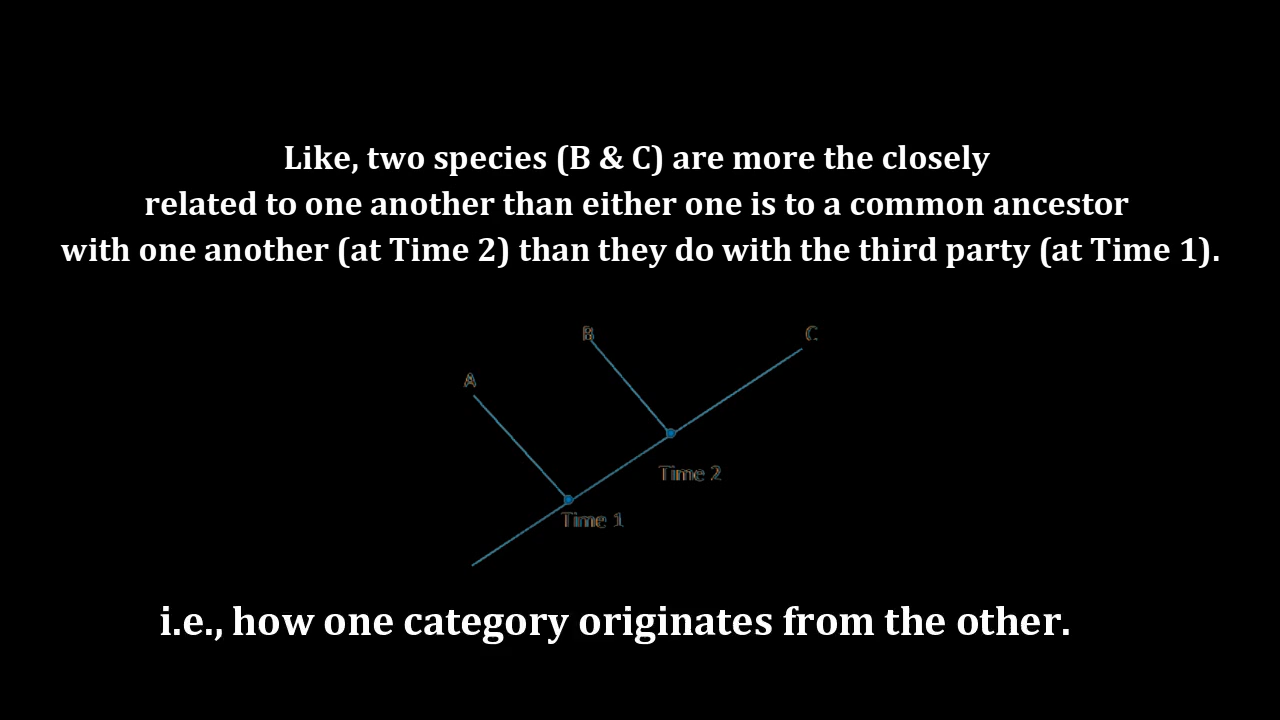 Like, two species (B & C) are more the closely
related to one another than either one is to a common ancestor
with one another (at Time 2) than they do with the third party (at Time 1).
B
C
A
Time 2
Time 1
i.e., how one category originates from the other.